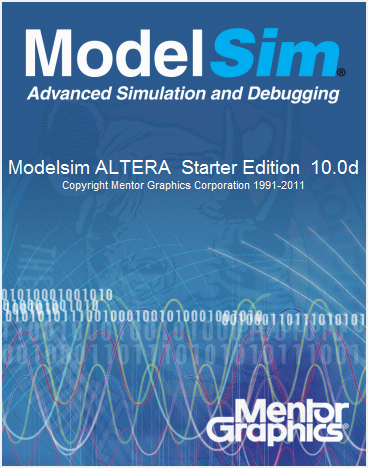 ModelSim®
Advanced Simulation and Debugging
Modelsim ALTERA Starter Edition 10.0d
Copyright Mentor Graphics Corporation 1991-2011
Mentor
Graphics®